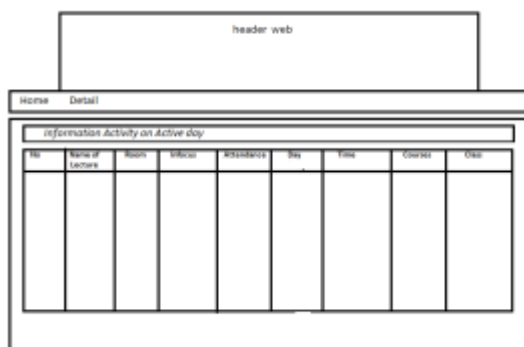 header web
Home Detail
Information Activity on Active day
No Name of Lecture Room Infocus Attendance Day Time Courses Class